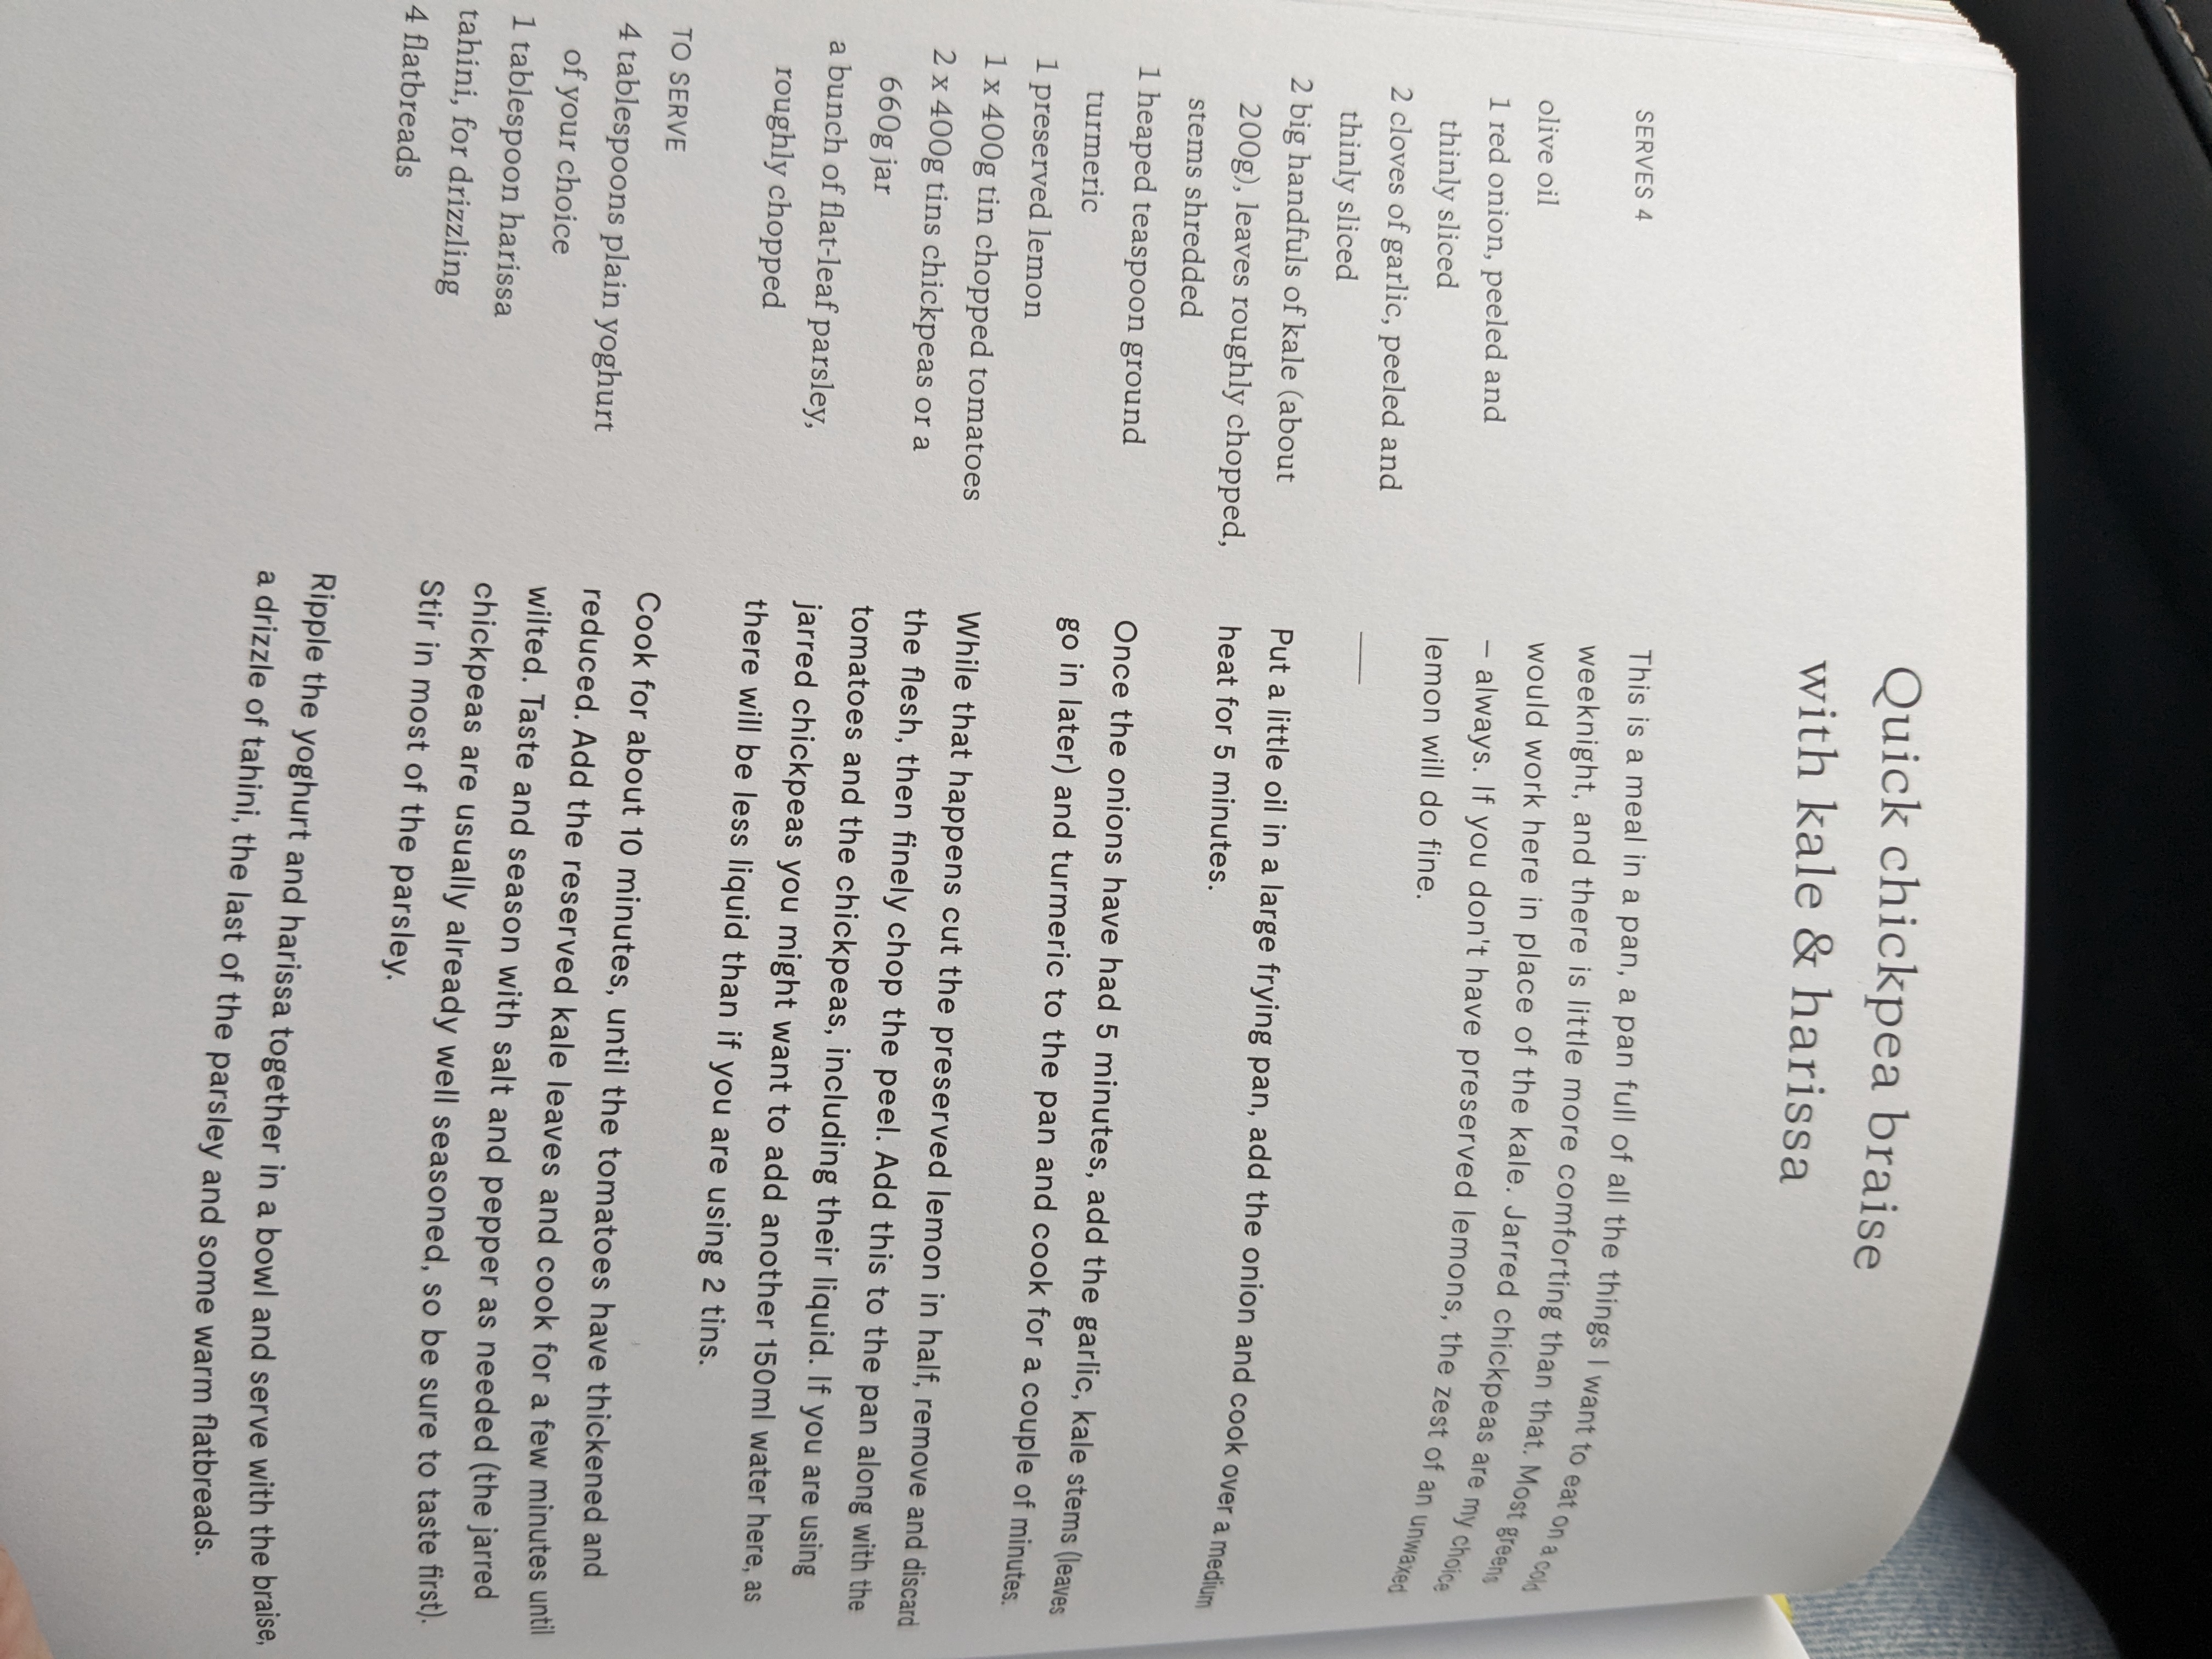 Quick chickpea braise
with kale & harissa
SERVES 4
olive oil
1 red onion, peeled and
thinly sliced
2 cloves of garlic, peeled and
thinly sliced
2 big handfuls of kale (about
200g), leaves roughly chopped,
stems shredded
1 heaped teaspoon ground
turmeric
1 preserved lemon
1 x 400g tin chopped tomatoes
2 x 400g tins chickpeas or a
660g jar
a bunch of flat-leaf parsley,
roughly chopped
TO SERVE
4 tablespoons plain yoghurt
of your choice
1 tablespoon harissa
tahini, for drizzling
4 flatbreads
This is a meal in a pan, a pan full of all the things I want to eat on a cold
weeknight, and there is little more comforting than that. Most greens
would work here in place of the kale. Jarred chickpeas are my choice
– always. If you don't have preserved lemons, the zest of an unwaxed
lemon will do fine.
Put a little oil in a large frying pan, add the onion and cook over a medium
heat for 5 minutes.
Once the onions have had 5 minutes, add the garlic, kale stems (leaves
go in later) and turmeric to the pan and cook for a couple of minutes.
While that happens cut the preserved lemon in half, remove and discard
the flesh, then finely chop the peel. Add this to the pan along with the
tomatoes and the chickpeas, including their liquid. If you are using
jarred chickpeas you might want to add another 150ml water here, as
there will be less liquid than if you are using 2 tins.
Cook for about 10 minutes, until the tomatoes have thickened and
reduced. Add the reserved kale leaves and cook for a few minutes until
wilted. Taste and season with salt and pepper as needed (the jarred
chickpeas are usually already well seasoned, so be sure to taste first).
Stir in most of the parsley.
Ripple the yoghurt and harissa together in a bowl and serve with the braise,
a drizzle of tahini, the last of the parsley and some warm flatbreads.